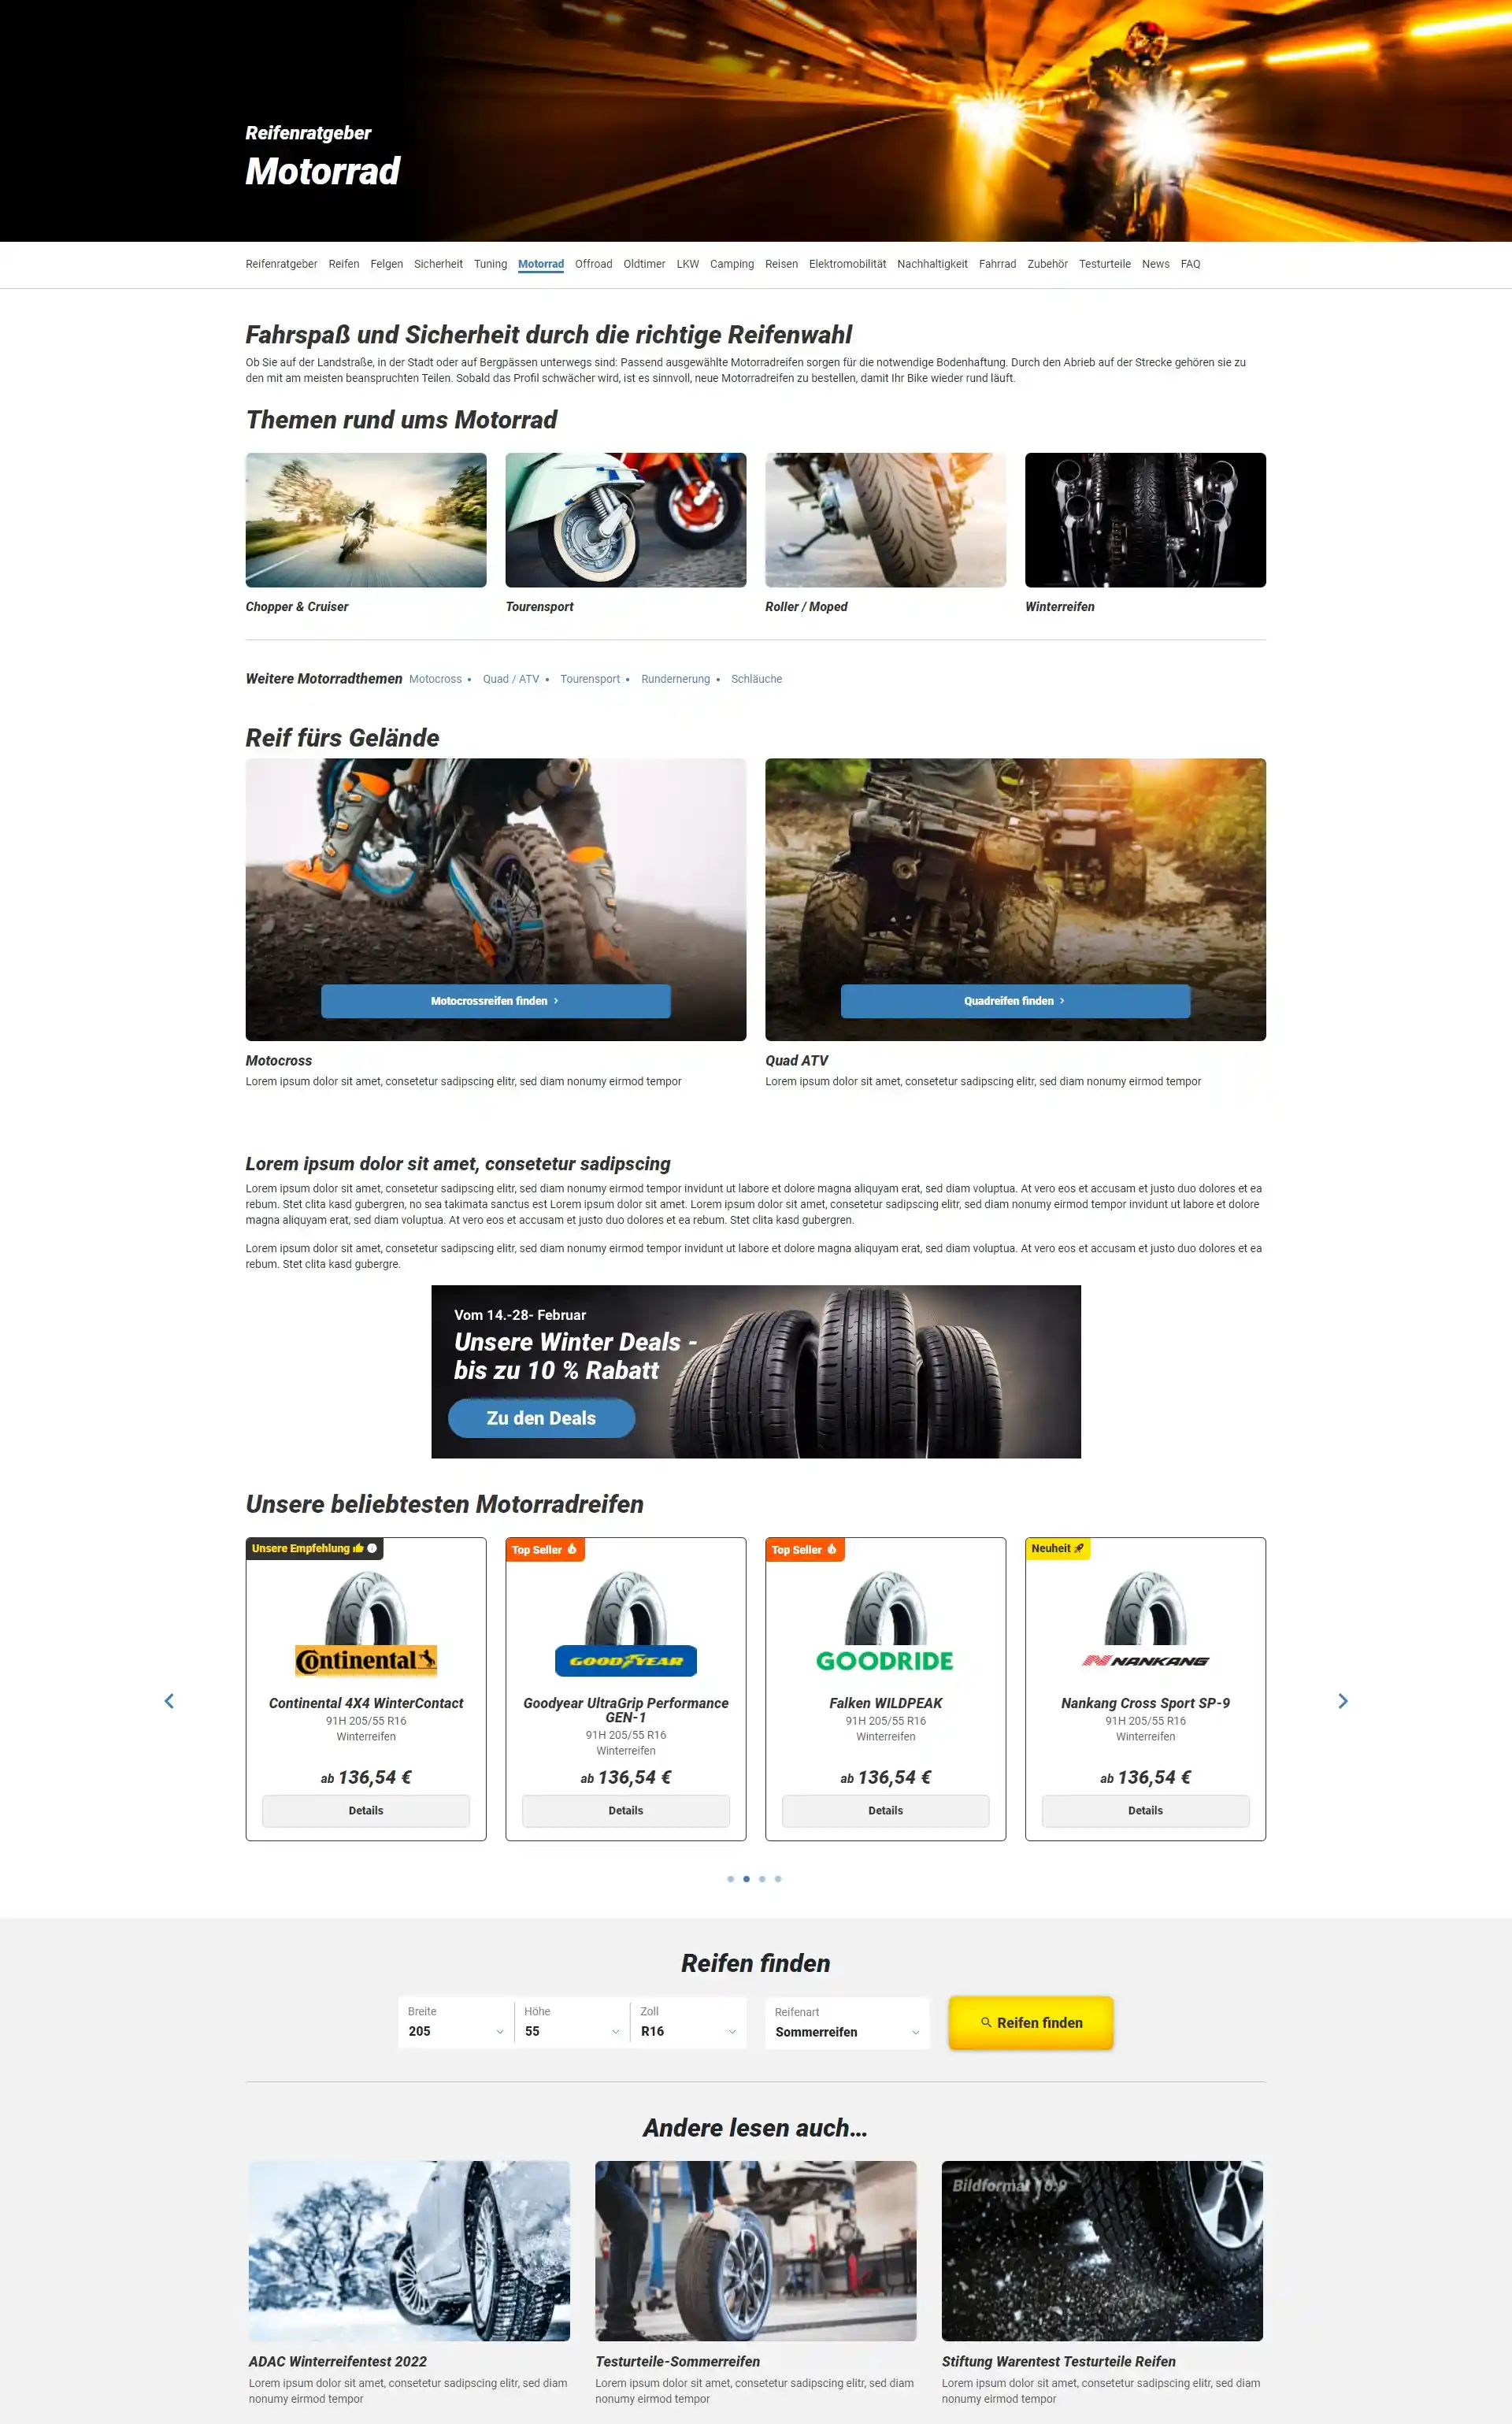 Reifenratgeber
Motorrad
Reifenratgeber Reifen Felgen Sicherheit Tuning Motorrad Offroad Oldtimer LKW Camping Reisen Elektromobilität Nachhaltigkeit Fahrrad Zubehör Testurteile News FAQ
Fahrspaß und Sicherheit durch die richtige Reifenwahl
Ob Sie auf der Landstraße, in der Stadt oder auf Bergpässen unterwegs sind: Passend ausgewählte Motorradreifen sorgen für die notwendige Bodenhaftung. Durch den Abrieb auf der Strecke gehören sie zu
den mit am meisten beanspruchten Teilen. Sobald das Profil schwächer wird, ist es sinnvoll, neue Motorradreifen zu bestellen, damit Ihr Bike wieder rund läuft.
Themen rund ums Motorrad
Chopper & Cruiser
Tourensport
Roller / Moped
Winterreifen
Weitere Motorradthemen Motocross • Quad / ATV • Tourensport • Rundernerung • Schläuche
Reif fürs Gelände
Motocrossreifen finden ›
Quadreifen finden ›
Motocross
Lorem ipsum dolor sit amet, consetetur sadipscing elitr, sed diam nonumy eirmod tempor
Quad ATV
Lorem ipsum dolor sit amet, consetetur sadipscing elitr, sed diam nonumy eirmod tempor
Lorem ipsum dolor sit amet, consetetur sadipscing
Lorem ipsum dolor sit amet, consetetur sadipscing elitr, sed diam nonumy eirmod tempor invidunt ut labore et dolore magna aliquyam erat, sed diam voluptua. At vero eos et accusam et justo duo dolores et ea
rebum. Stet clita kasd gubergren, no sea takimata sanctus est Lorem ipsum dolor sit amet. Lorem ipsum dolor sit amet, consetetur sadipscing elitr, sed diam nonumy eirmod tempor invidunt ut labore et dolore
magna aliquyam erat, sed diam voluptua. At vero eos et accusam et justo duo dolores et ea rebum. Stet clita kasd gubergren.
Lorem ipsum dolor sit amet, consetetur sadipscing elitr, sed diam nonumy eirmod tempor invidunt ut labore et dolore magna aliquyam erat, sed diam voluptua. At vero eos et accusam et justo duo dolores et ea
rebum. Stet clita kasd gubergre.
Vom 14.-28- Februar
Unsere Winter Deals -
bis zu 10 % Rabatt
Zu den Deals
Unsere beliebtesten Motorradreifen
Unsere Empfehlung
Continental
Continental 4X4 WinterContact
91H 205/55 R16
Winterreifen
ab 136,54 €
Details
Top Seller
GOODYEAR
Goodyear UltraGrip Performance
GEN-1
91H 205/55 R16
Winterreifen
ab 136,54 €
Details
Top Seller
GOODRIDE
Falken WILDPEAK
91H 205/55 R16
Winterreifen
ab 136,54 €
Details
Neuheit
NANKANG
Nankang Cross Sport SP-9
91H 205/55 R16
Winterreifen
ab 136,54 €
Details
Reifen finden
Breite
205
Höhe
55
Zoll
R16
Reifenart
Sommerreifen
Reifen finden
Andere lesen auch...
ADAC Winterreifentest 2022
Lorem ipsum dolor sit amet, consetetur sadipscing elitr, sed diam
nonumy eirmod tempor
Testurteile-Sommerreifen
Lorem ipsum dolor sit amet, consetetur sadipscing elitr, sed diam
nonumy eirmod tempor
Bildformat 16:9
Stiftung Warentest Testurteile Reifen
Lorem ipsum dolor sit amet, consetetur sadipscing elitr, sed diam
nonumy eirmod tempor